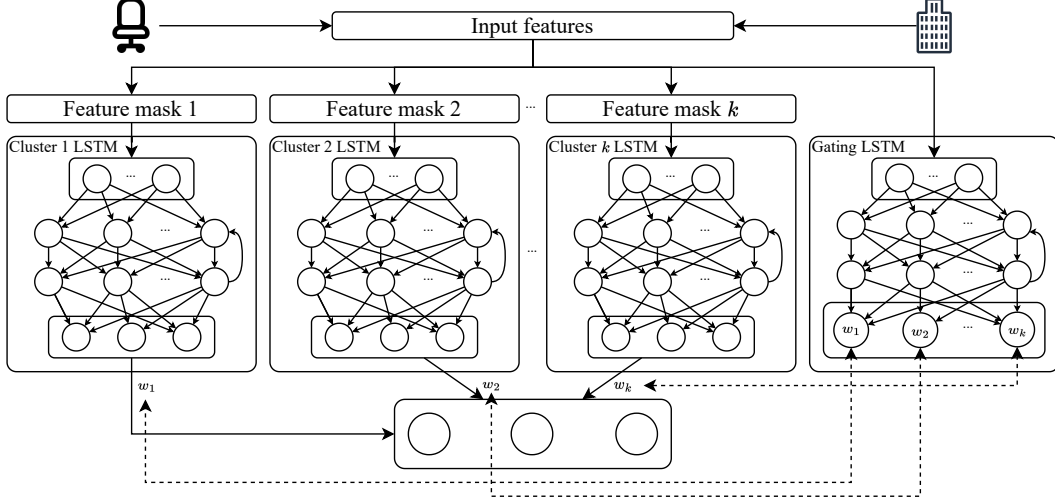 Input features
Feature mask 1
Feature mask 2
...
Feature mask k
Cluster 1 LSTM
Cluster 2 LSTM
Cluster k LSTM
Gating LSTM
... ... ... ...
... ... ... ...
...
... ... ... ...
w₁ w₂ ... wₖ
w₁ w₂ wₖ